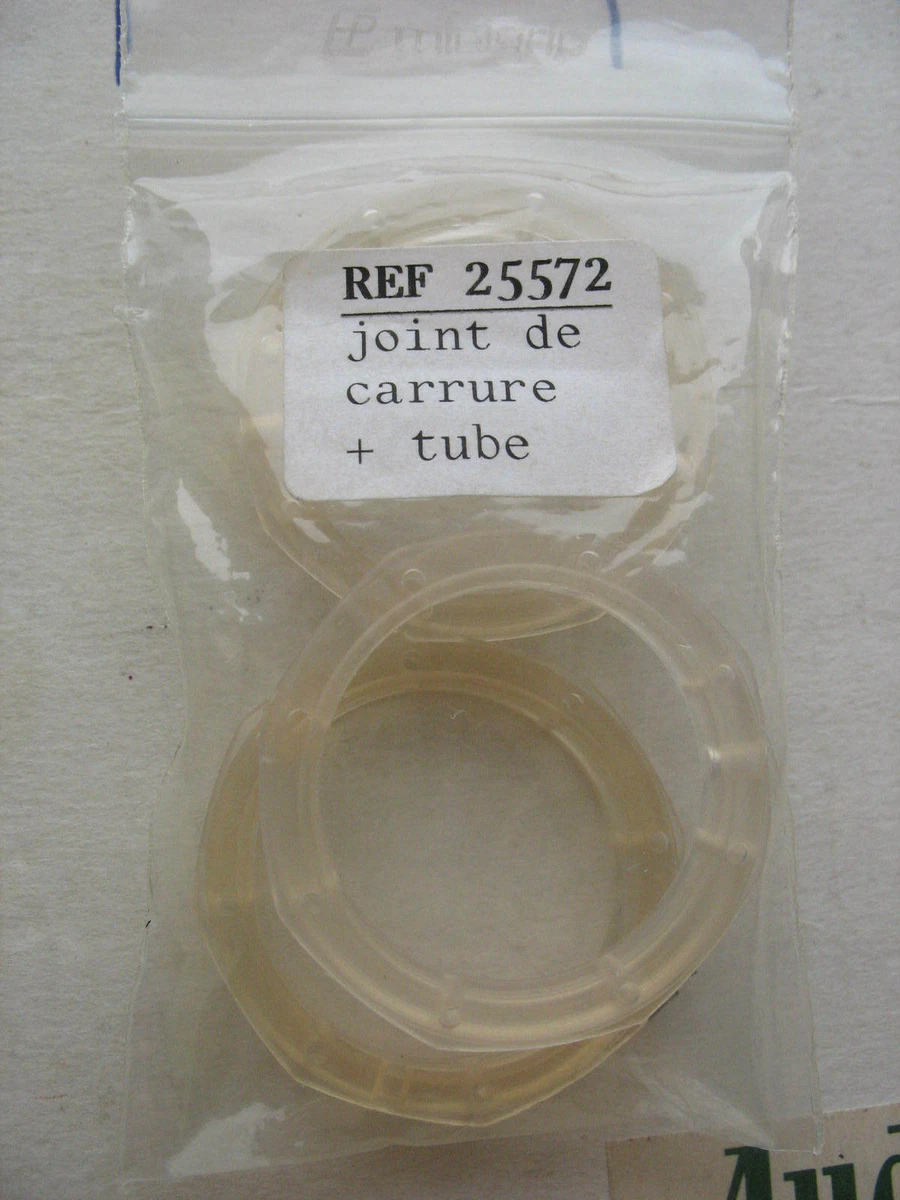 REF 25572
joint de
carrure
+ tube